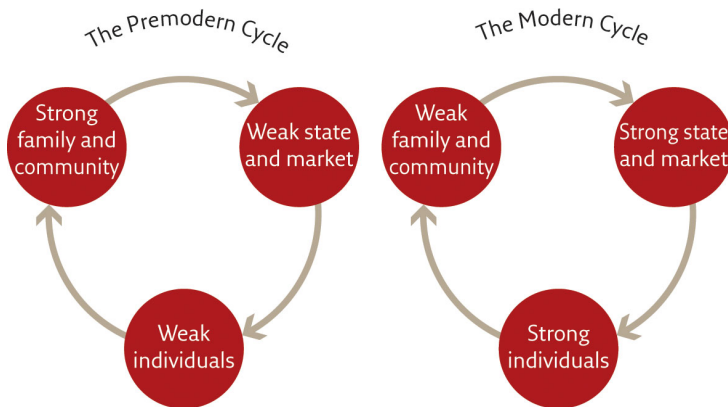 The Premodern Cycle
Strong
family and
community
Weak state
and market
Weak
individuals
The Modern Cycle
Weak
family and
community
Strong state
and market
Strong
individuals